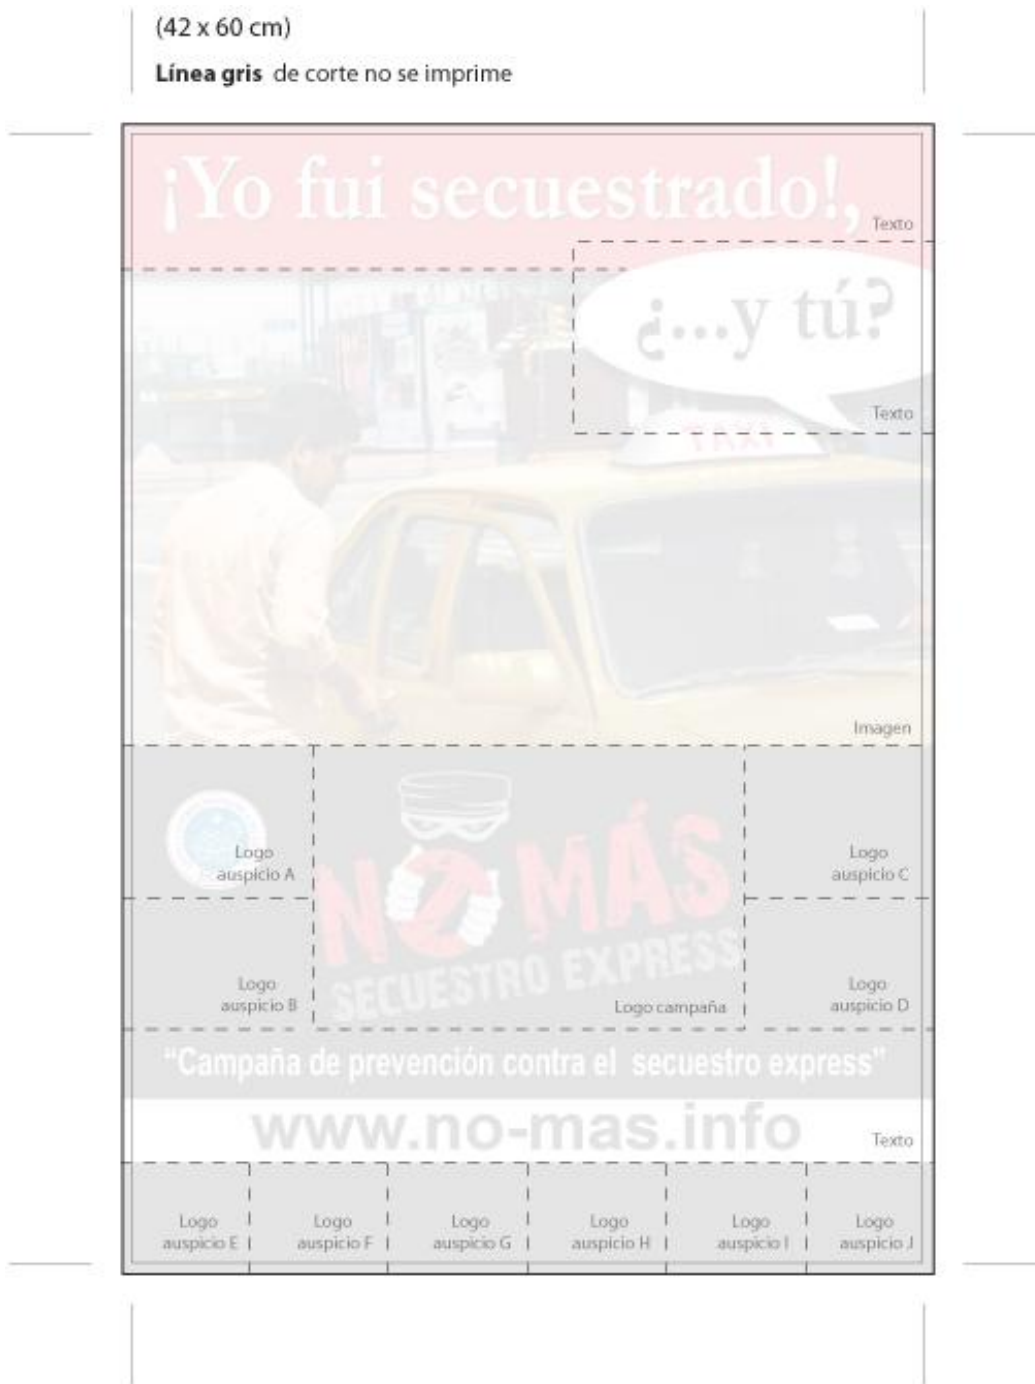 (42 x 60 cm)
Línea gris de corte no se imprime
¡Yo fui secuestrado!,
Texto
¿...y tú?
Texto
TAXI
Imagen
Logo
auspicio A
Logo
auspicio C
NO MÁS
SECUESTRO EXPRESS
Logo
auspicio B
Logo campaña
Logo
auspicio D
“Campaña de prevención contra el secuestro express”
www.no-mas.info
Texto
Logo
auspicio E
Logo
auspicio F
Logo
auspicio G
Logo
auspicio H
Logo
auspicio I
Logo
auspicio J